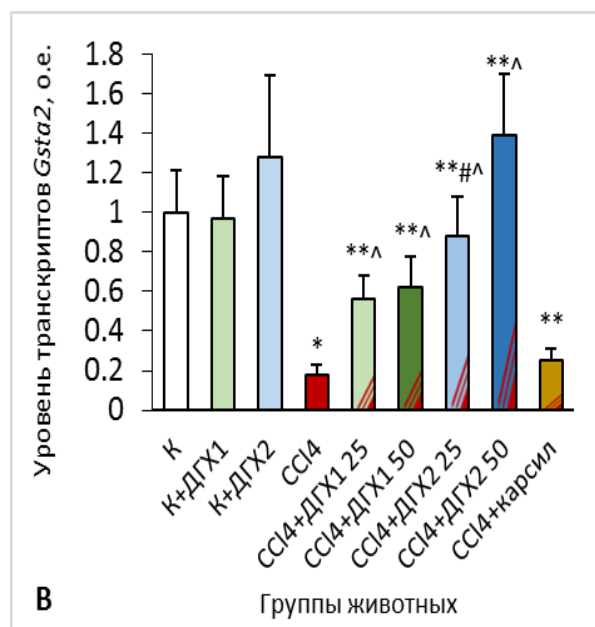 Уровень транскриптов Gsta2, о.е.
1.8
1.6
1.4
1.2
1
0.8
0.6
0.4
0.2
0
*
**^
**^
**#^
**^
**
К
К+ДГХ1
К+ДГХ2
CCl4
CCl4+ДГХ1 25
CCl4+ДГХ1 50
CCl4+ДГХ2 25
CCl4+ДГХ2 50
CCl4+карсил
В
Группы животных